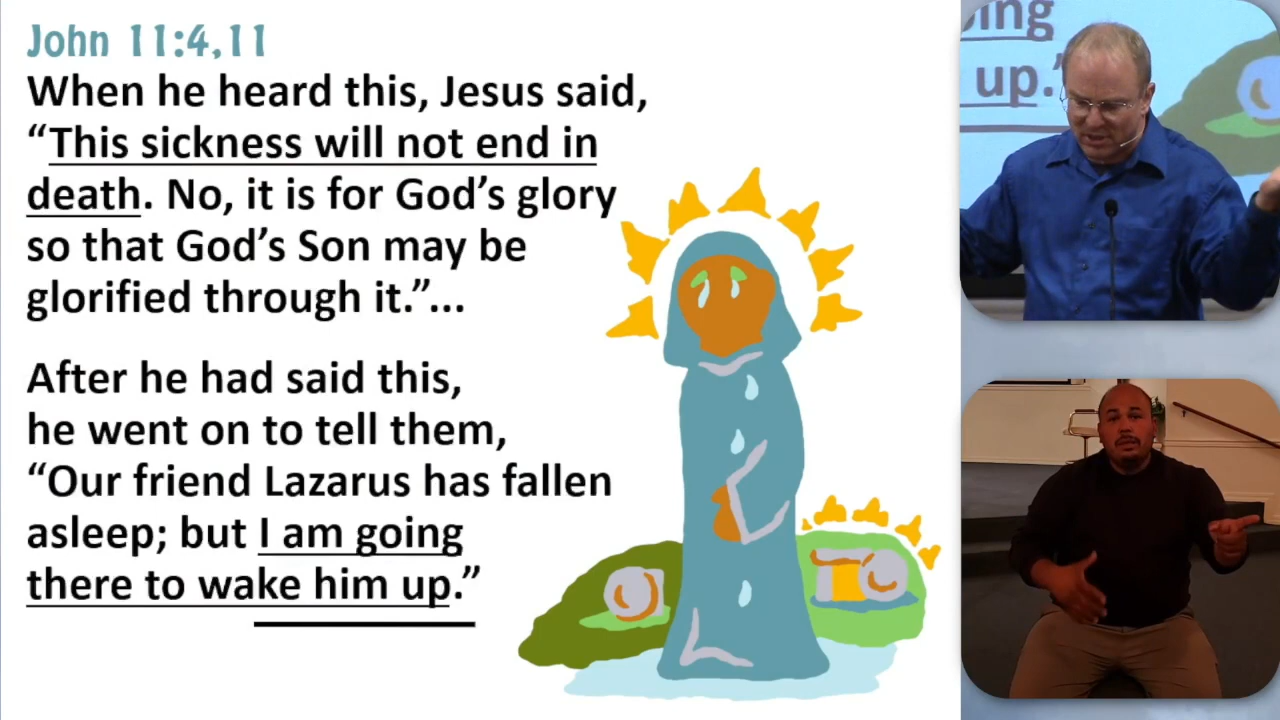 John 11:4,11
When he heard this, Jesus said,
“This sickness will not end in
death. No, it is for God’s glory
so that God’s Son may be
glorified through it.”...
After he had said this,
he went on to tell them,
“Our friend Lazarus has fallen
asleep; but I am going
there to wake him up.”
going
up.”